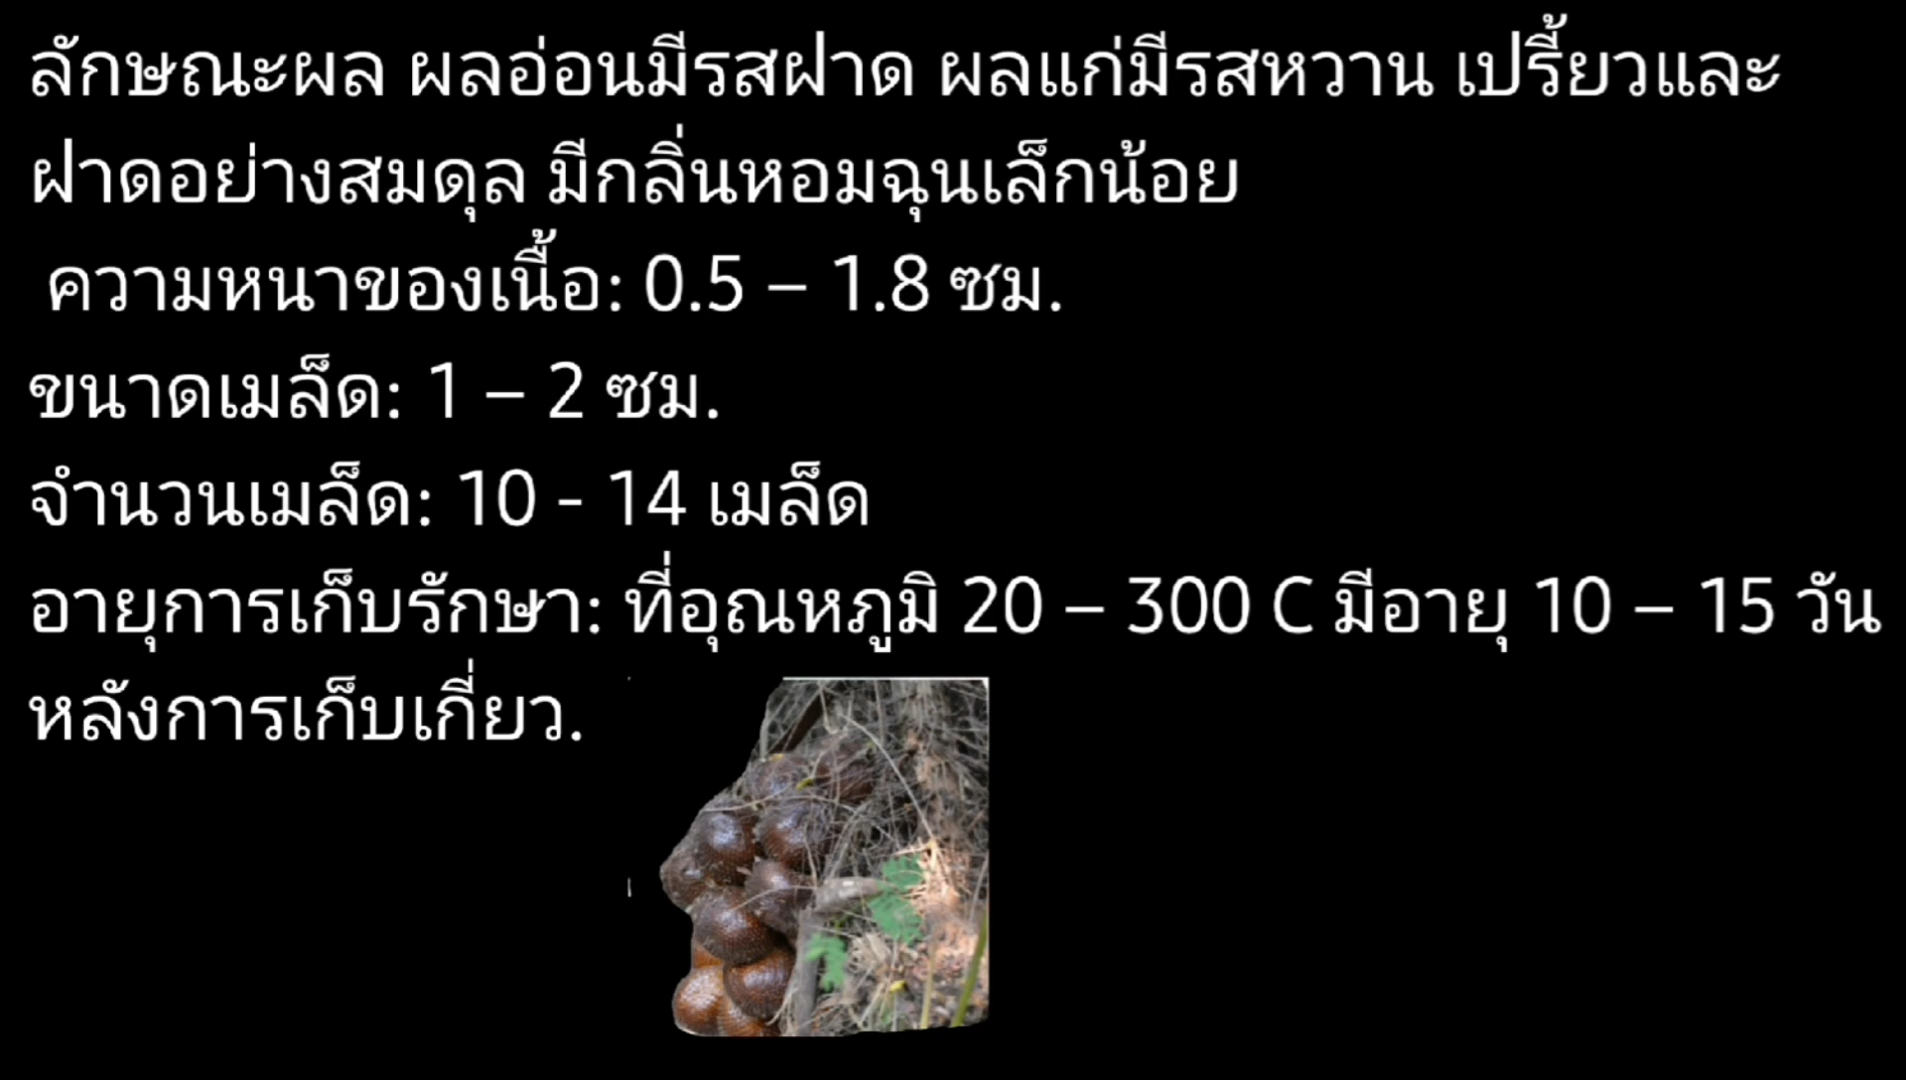 ลักษณะผล ผลอ่อนมีรสฝาด ผลแก่มีรสหวาน เปรี้ยวและ
ฝาดอย่างสมดุล มีกลิ่นหอมฉุนเล็กน้อย
ความหนาของเนื้อ: 0.5 – 1.8 ซม.
ขนาดเมล็ด: 1 – 2 ซม.
จำนวนเมล็ด: 10 - 14 เมล็ด
อายุการเก็บรักษา: ที่อุณหภูมิ 20 – 300 C มีอายุ 10 – 15 วัน
หลังการเก็บเกี่ยว.